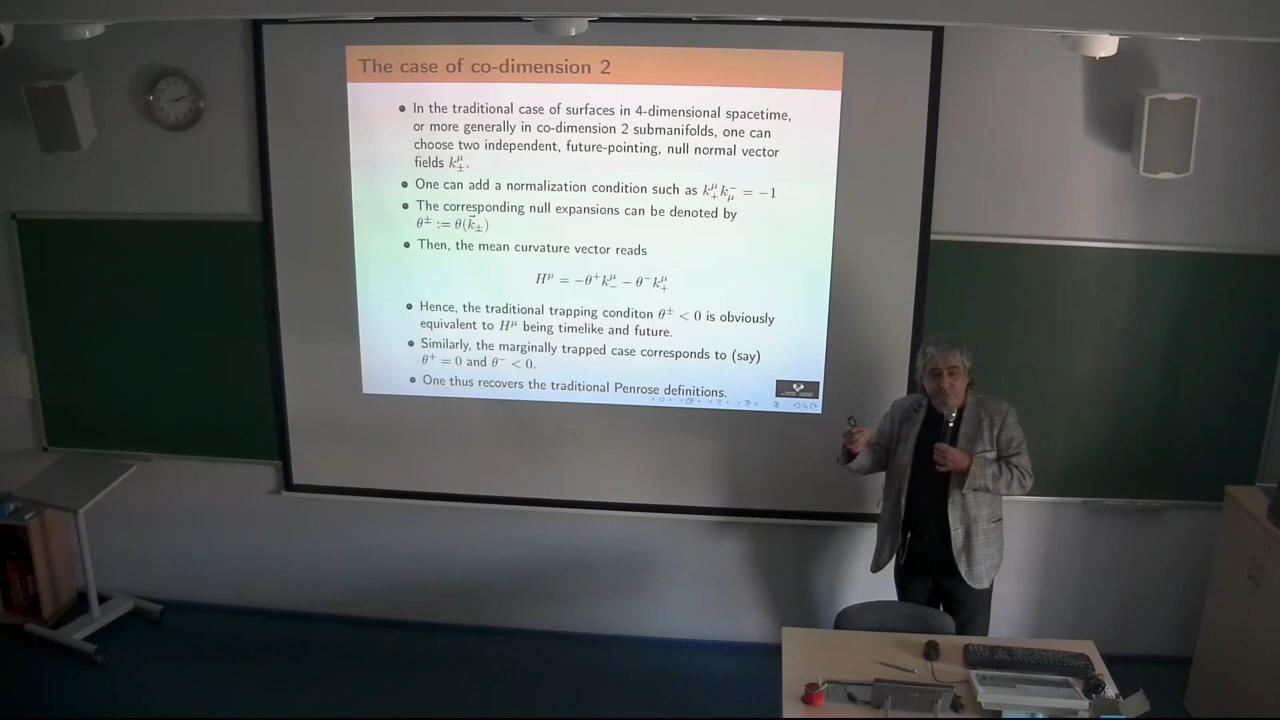 The case of co-dimension 2
In the traditional case of surfaces in 4-dimensional spacetime,
or more generally in co-dimension 2 submanifolds, one can
choose two independent, future-pointing, null normal vector
fields k^μ_±.
One can add a normalization condition such as k^μ_+ k^-_μ = −1
The corresponding null expansions can be denoted by
θ^± := θ(k⃗_±)
Then, the mean curvature vector reads
H^μ = −θ^+ k^μ_− − θ^− k^μ_+
Hence, the traditional trapping conditon θ^± < 0 is obviously
equivalent to H^μ being timelike and future.
Similarly, the marginally trapped case corresponds to (say)
θ^+ = 0 and θ^− < 0.
One thus recovers the traditional Penrose definitions.